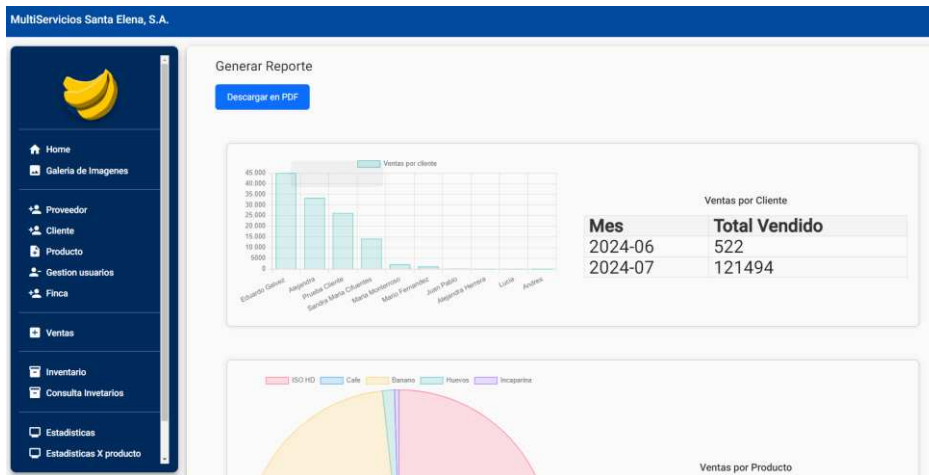 MultiServicios Santa Elena, S.A.
Home
Galeria de Imagenes
Proveedor
Cliente
Producto
Gestion usuarios
Finca
Ventas
Inventario
Consulta Invetarios
Estadisticas
Estadisticas X producto
Generar Reporte
Descargar en PDF
Ventas por cliente
45.000
40.000
35.000
30.000
25.000
20.000
15.000
10.000
5000
0
Eduardo Galvez
Alejandra
Prueba Cliente
Sandra Maria Cifuentes
Maria Monterroso
Mario Fernandez
Juan Pablo
Alejandra Herrera
Lucia
Andres
Ventas por Cliente
Mes Total Vendido
2024-06 522
2024-07 121494
ISO HD Cafe Banano Huevos Incaparina
Ventas por Producto